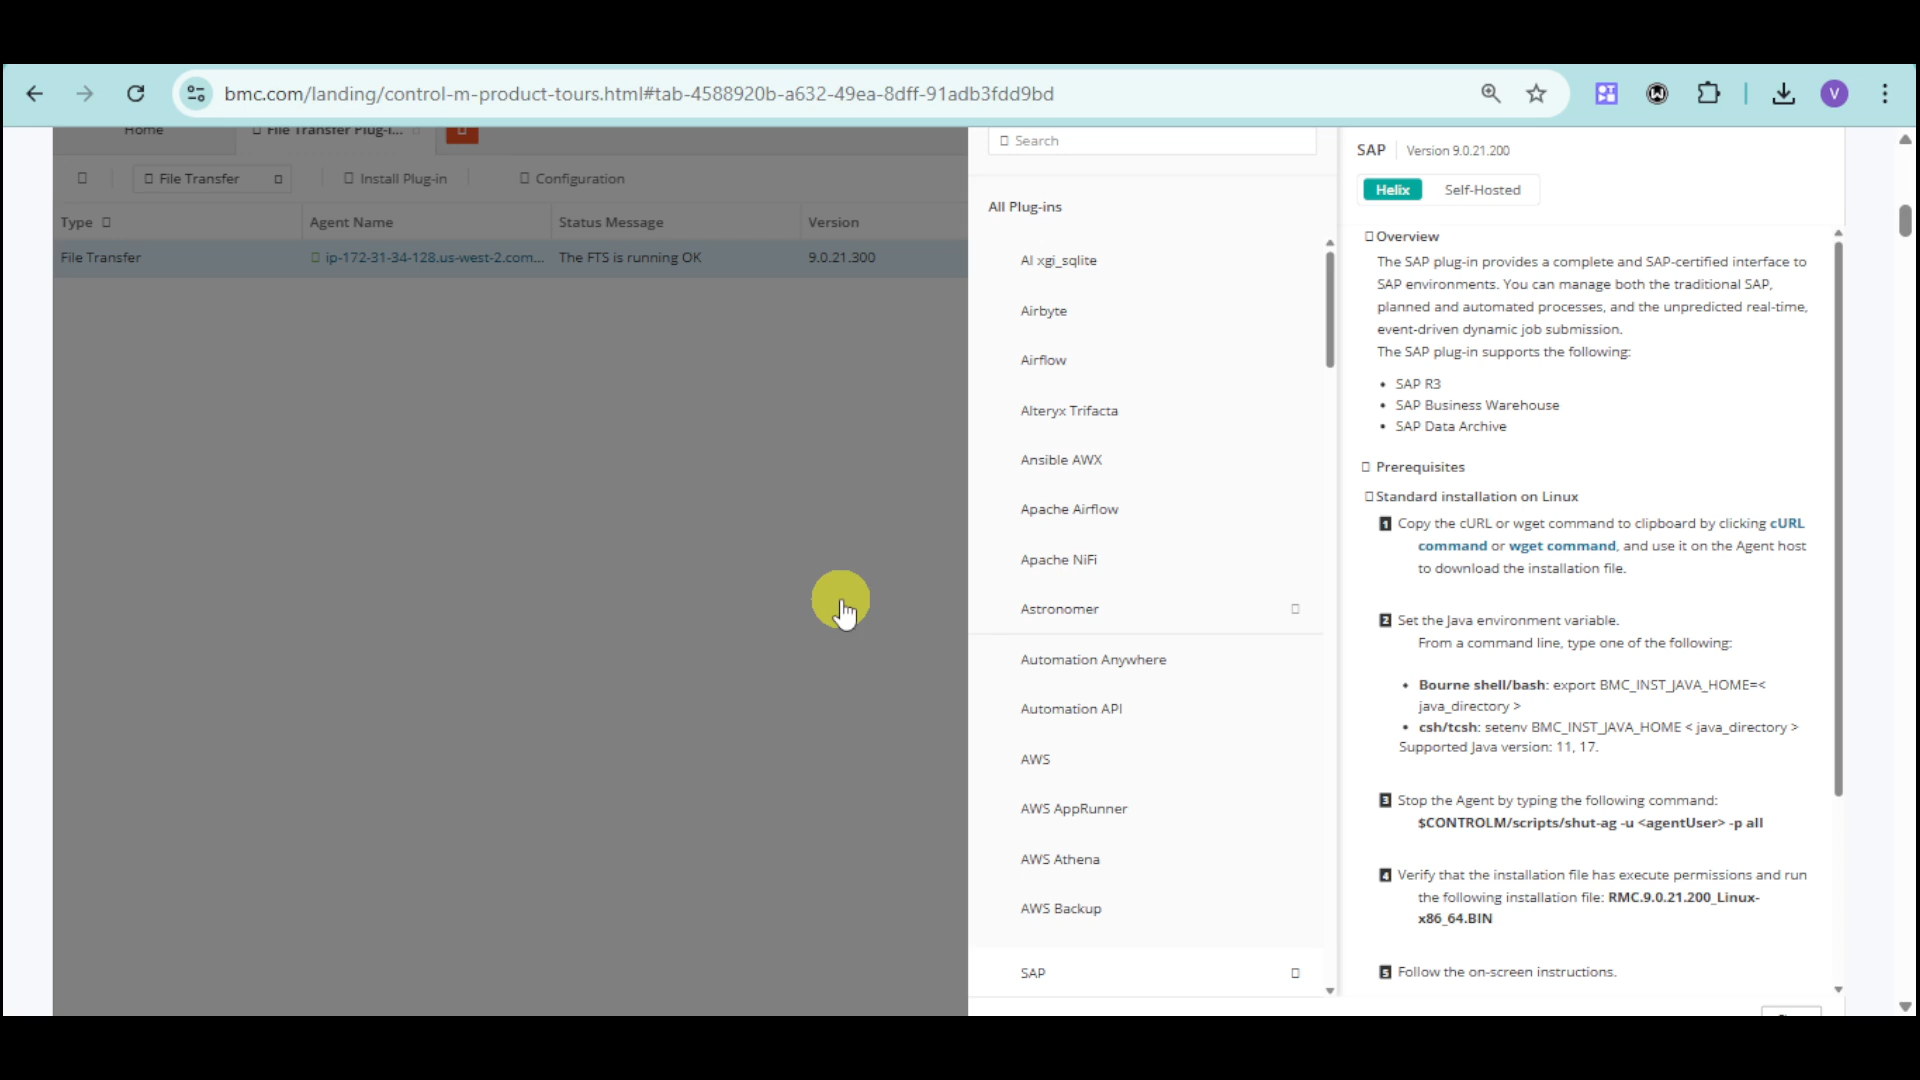 bmc.com/landing/control-m-product-tours.html#tab-4588920b-a632-49ea-8dff-91adb3fdd9bd
V
Home
File Transfer Plug-i...
File Transfer
Install Plug-in
Configuration
Type
Agent Name
Status Message
Version
File Transfer
ip-172-31-34-128.us-west-2.com...
The FTS is running OK
9.0.21.300
Search
All Plug-ins
AI xgi_sqlite
Airbyte
Airflow
Alteryx Trifacta
Ansible AWX
Apache Airflow
Apache NiFi
Astronomer
Automation Anywhere
Automation API
AWS
AWS AppRunner
AWS Athena
AWS Backup
SAP
SAP
Version 9.0.21.200
Helix
Self-Hosted
Overview
The SAP plug-in provides a complete and SAP-certified interface to
SAP environments. You can manage both the traditional SAP,
planned and automated processes, and the unpredicted real-time,
event-driven dynamic job submission.
The SAP plug-in supports the following:
• SAP R3
• SAP Business Warehouse
• SAP Data Archive
Prerequisites
Standard installation on Linux
1 Copy the cURL or wget command to clipboard by clicking cURL
command or wget command, and use it on the Agent host
to download the installation file.
2 Set the Java environment variable.
From a command line, type one of the following:
• Bourne shell/bash: export BMC_INST_JAVA_HOME=<
java_directory >
• csh/tcsh: setenv BMC_INST_JAVA_HOME < java_directory >
Supported Java version: 11, 17.
3 Stop the Agent by typing the following command:
$CONTROLM/scripts/shut-ag -u <agentUser> -p all
4 Verify that the installation file has execute permissions and run
the following installation file: RMC.9.0.21.200_Linux-
x86_64.BIN
5 Follow the on-screen instructions.